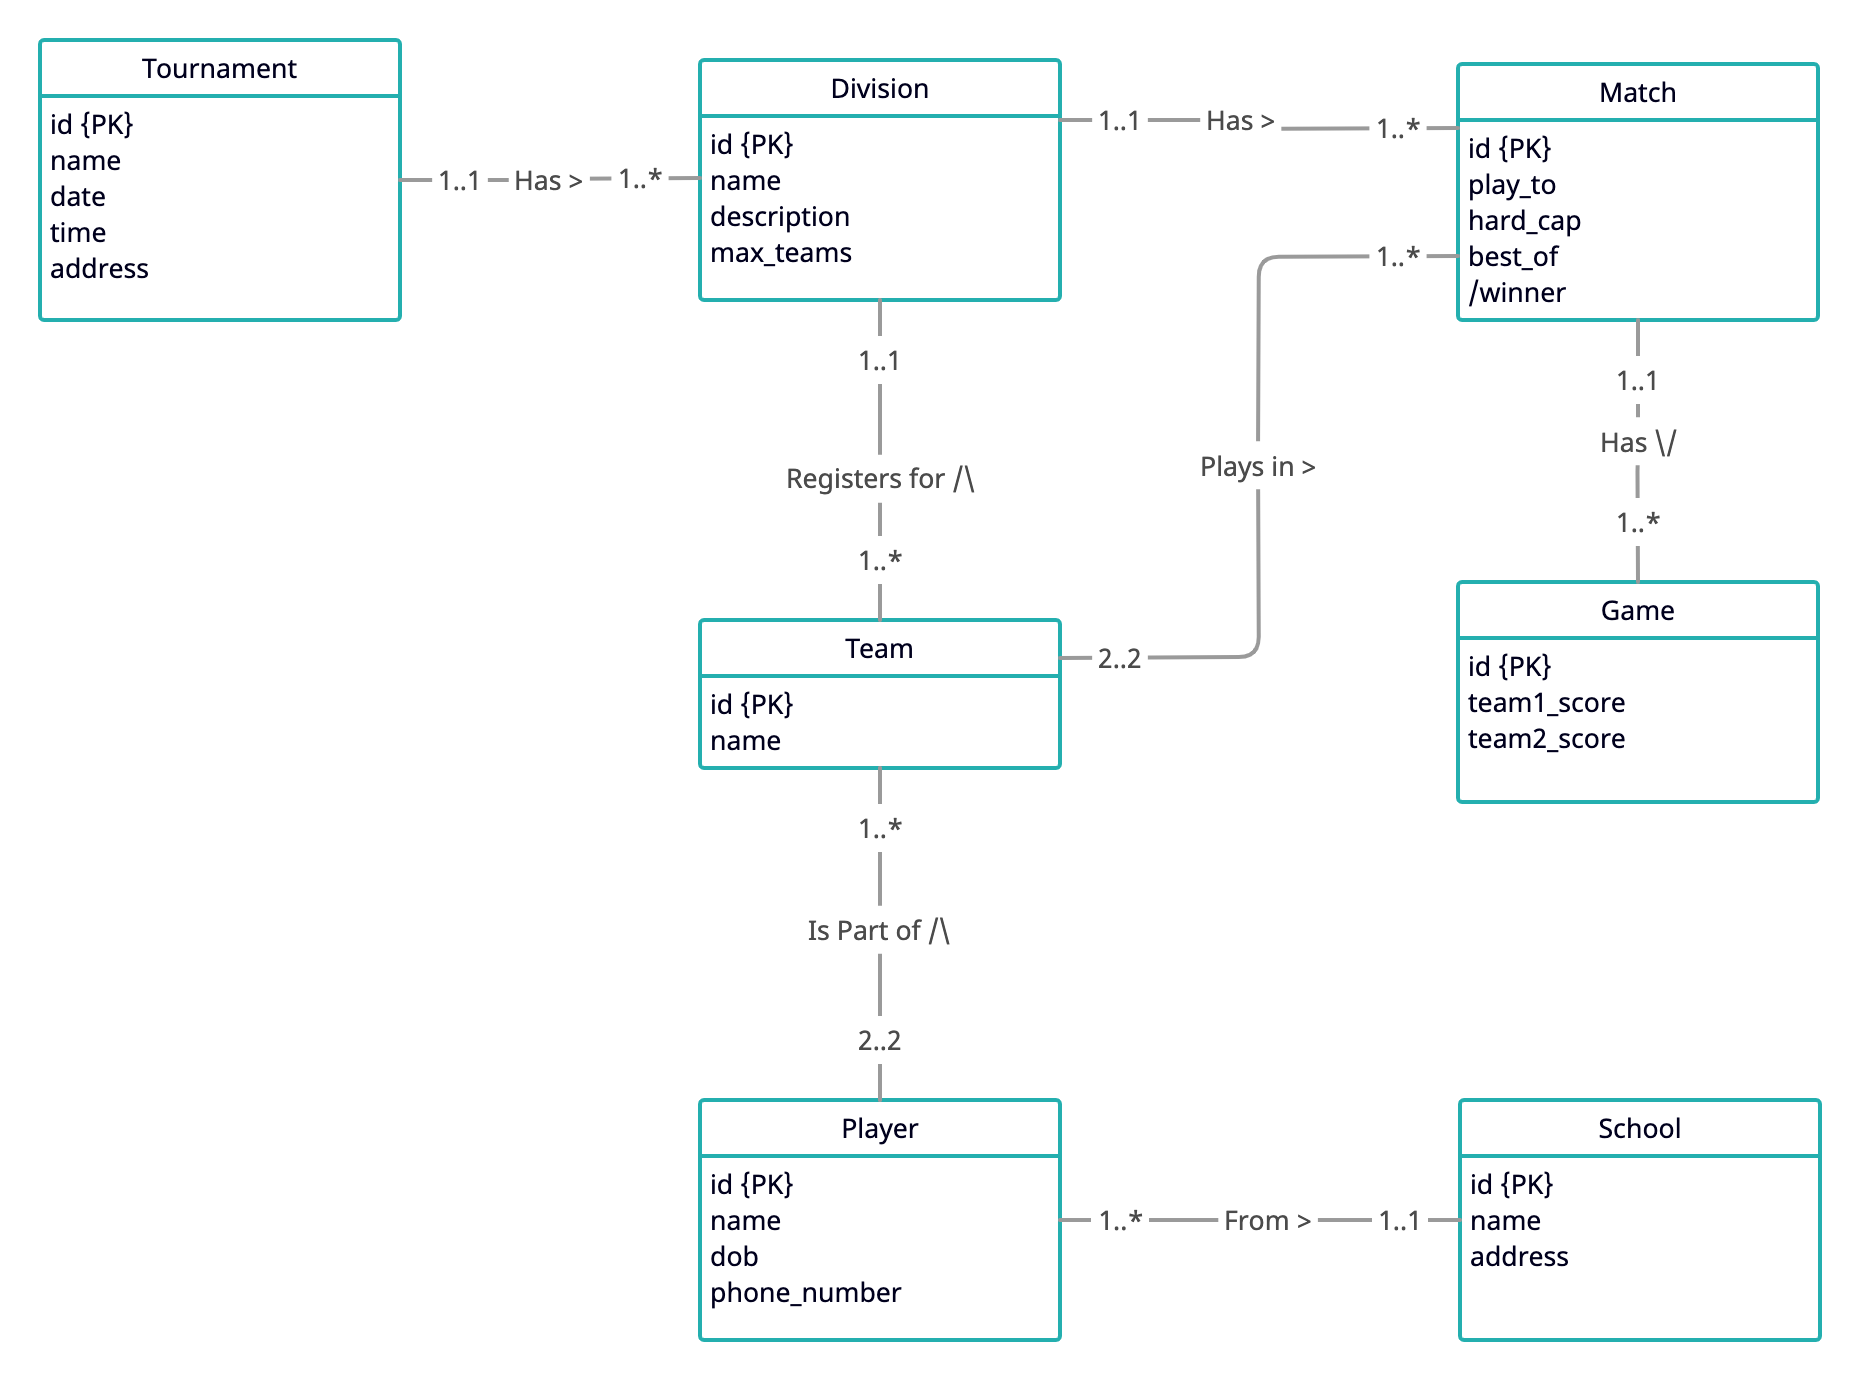 Tournament
id {PK}
name
date
time
address
1..1
Has >
1..*
Division
id {PK}
name
description
max_teams
1..1
Has >
1..*
Match
id {PK}
play_to
hard_cap
best_of
/winner
1..1
Registers for /\
1..*
1..*
Plays in >
2..2
1..1
Has \/
1..*
Team
id {PK}
name
Game
id {PK}
team1_score
team2_score
1..*
Is Part of /\
2..2
Player
id {PK}
name
dob
phone_number
1..*
From >
1..1
School
id {PK}
name
address